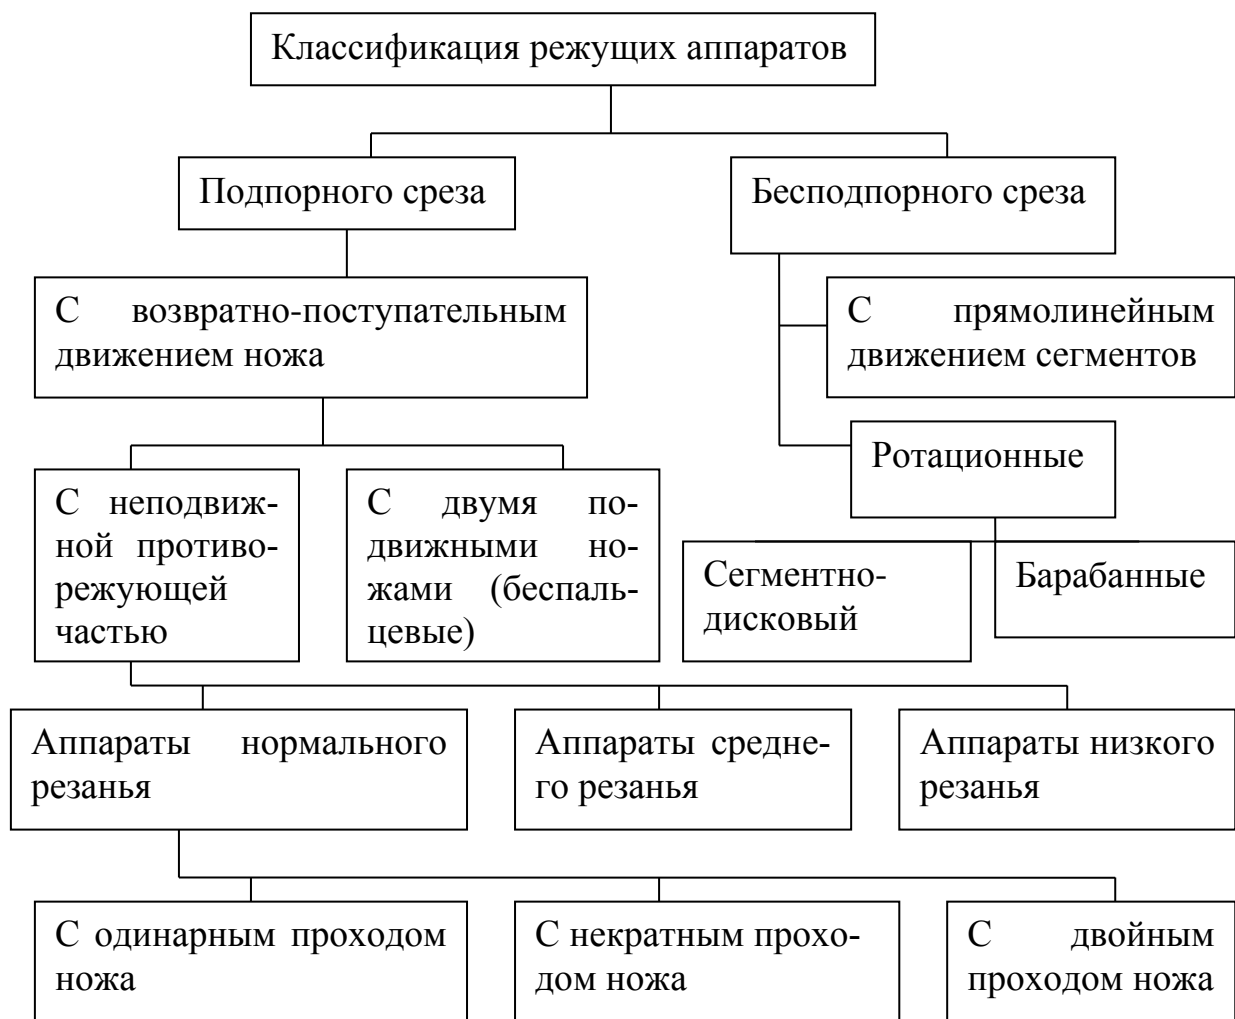 Классификация режущих аппаратов
Подпорного среза
Бесподпорного среза
С возвратно-поступательным
движением ножа
С прямолинейным
движением сегментов
Ротационные
С неподвиж-
ной противо-
режующей
частью
С двумя по-
движными но-
жами (беспаль-
цевые)
Сегментно-
дисковый
Барабанные
Аппараты нормального
резанья
Аппараты средне-
го резанья
Аппараты низкого
резанья
С одинарным проходом
ножа
С некратным прохо-
дом ножа
С двойным
проходом ножа